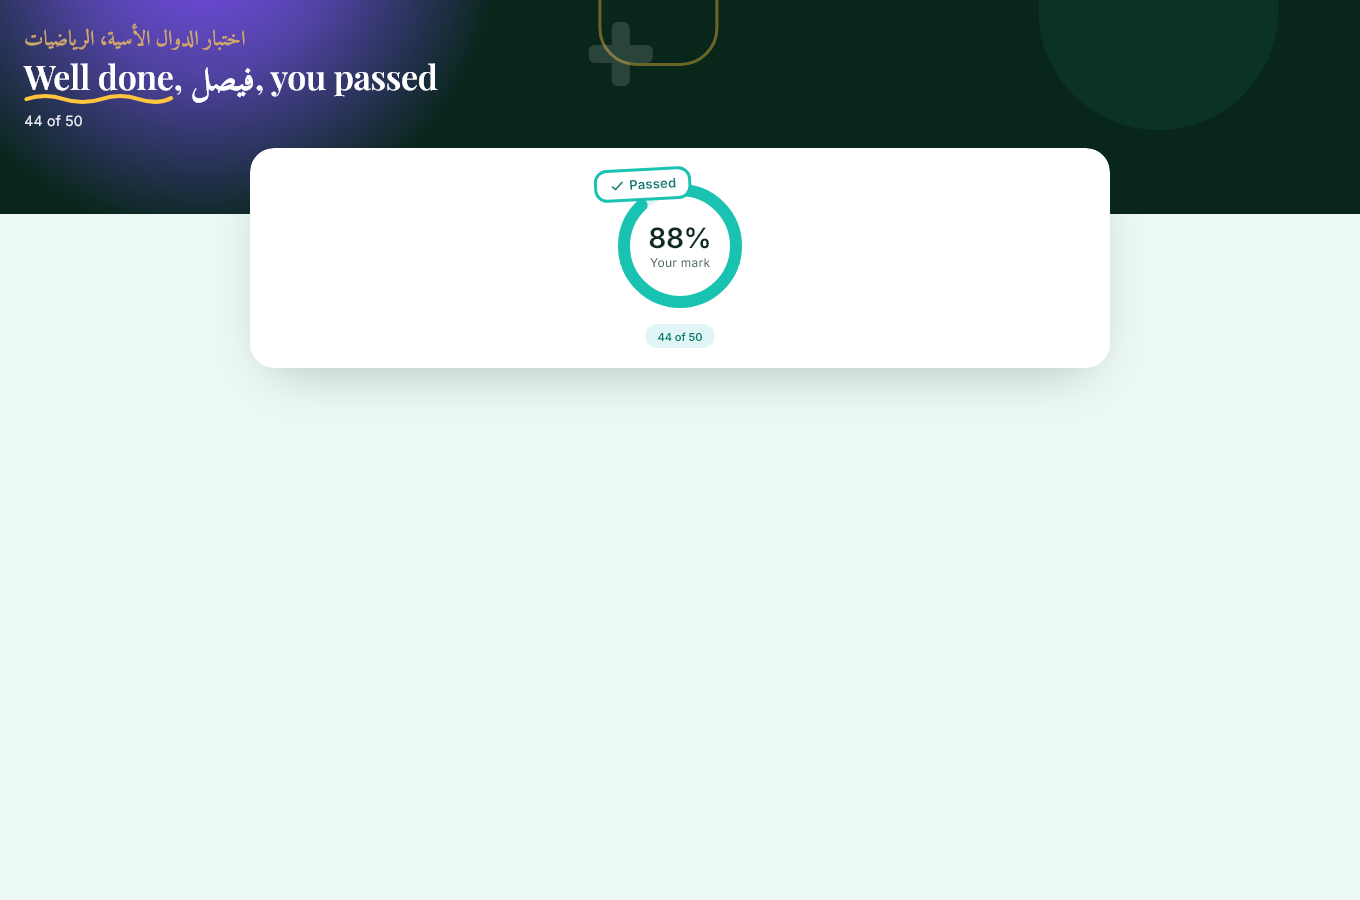 اختبار الدوال الأسية، الرياضيات
Well done, فيصل, you passed
44 of 50
Passed
88%
Your mark
44 of 50